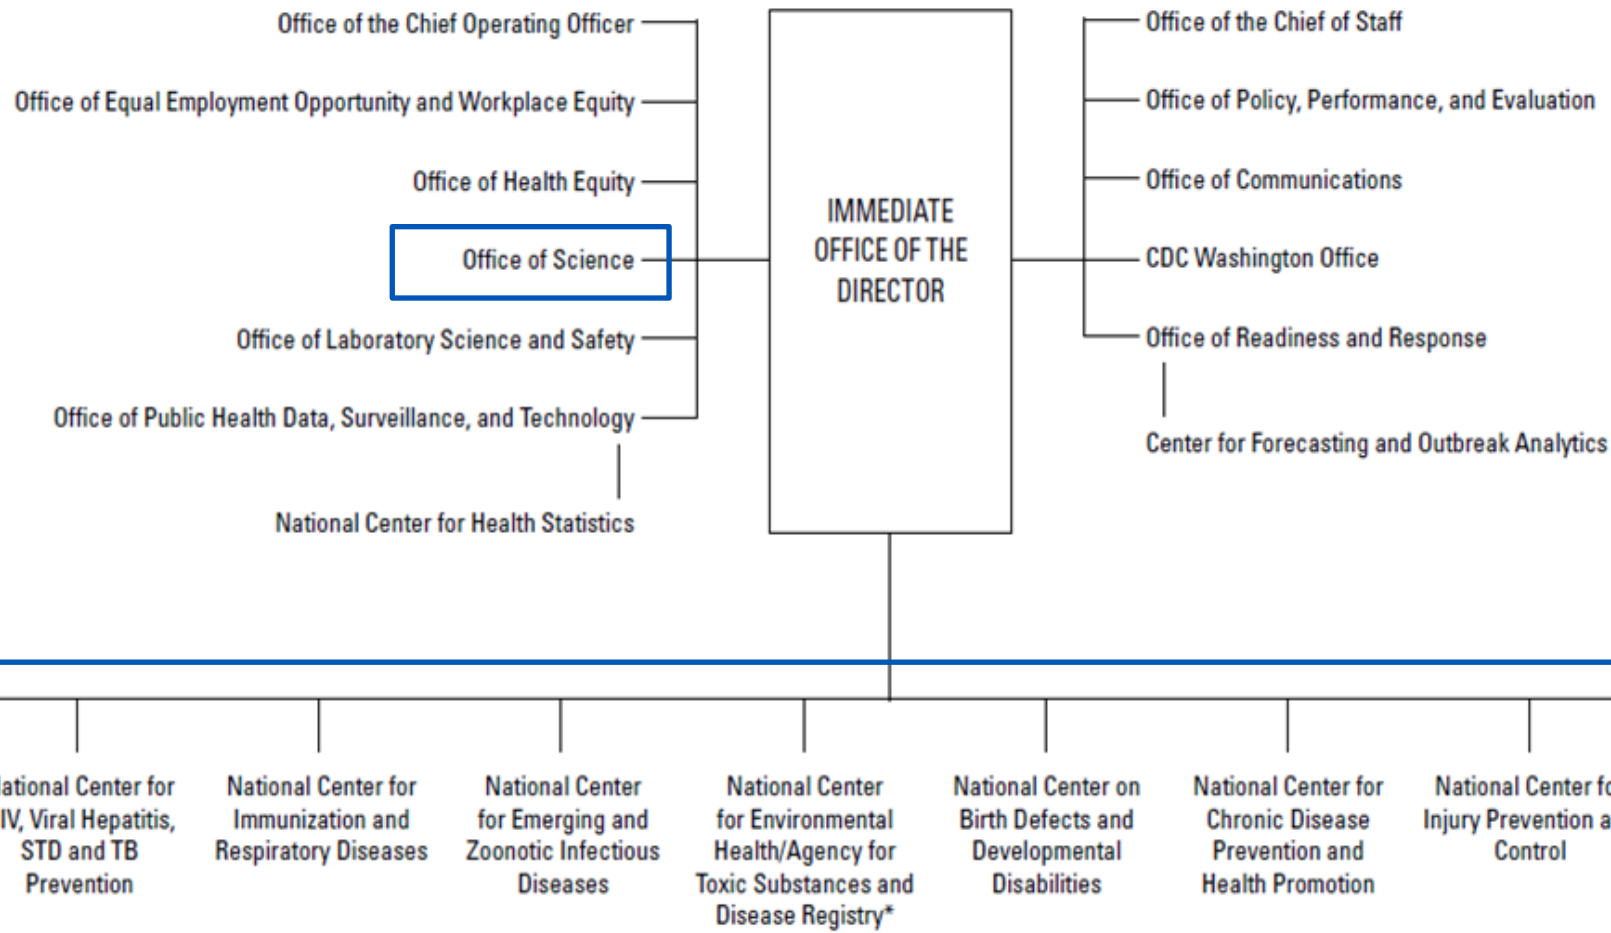 Office of the Chief Operating Officer
Office of Equal Employment Opportunity and Workplace Equity
Office of Health Equity
Office of Science
Office of Laboratory Science and Safety
Office of Public Health Data, Surveillance, and Technology
National Center for Health Statistics
IMMEDIATE
OFFICE OF THE
DIRECTOR
Office of the Chief of Staff
Office of Policy, Performance, and Evaluation
Office of Communications
CDC Washington Office
Office of Readiness and Response
Center for Forecasting and Outbreak Analytics
Center for
Viral Hepatitis,
STD and TB
Prevention
National Center for
Immunization and
Respiratory Diseases
National Center
for Emerging and
Zoonotic Infectious
Diseases
National Center
for Environmental
Health/Agency for
Toxic Substances and
Disease Registry*
National Center on
Birth Defects and
Developmental
Disabilities
National Center for
Chronic Disease
Prevention and
Health Promotion
National Center
Injury Prevention
Control